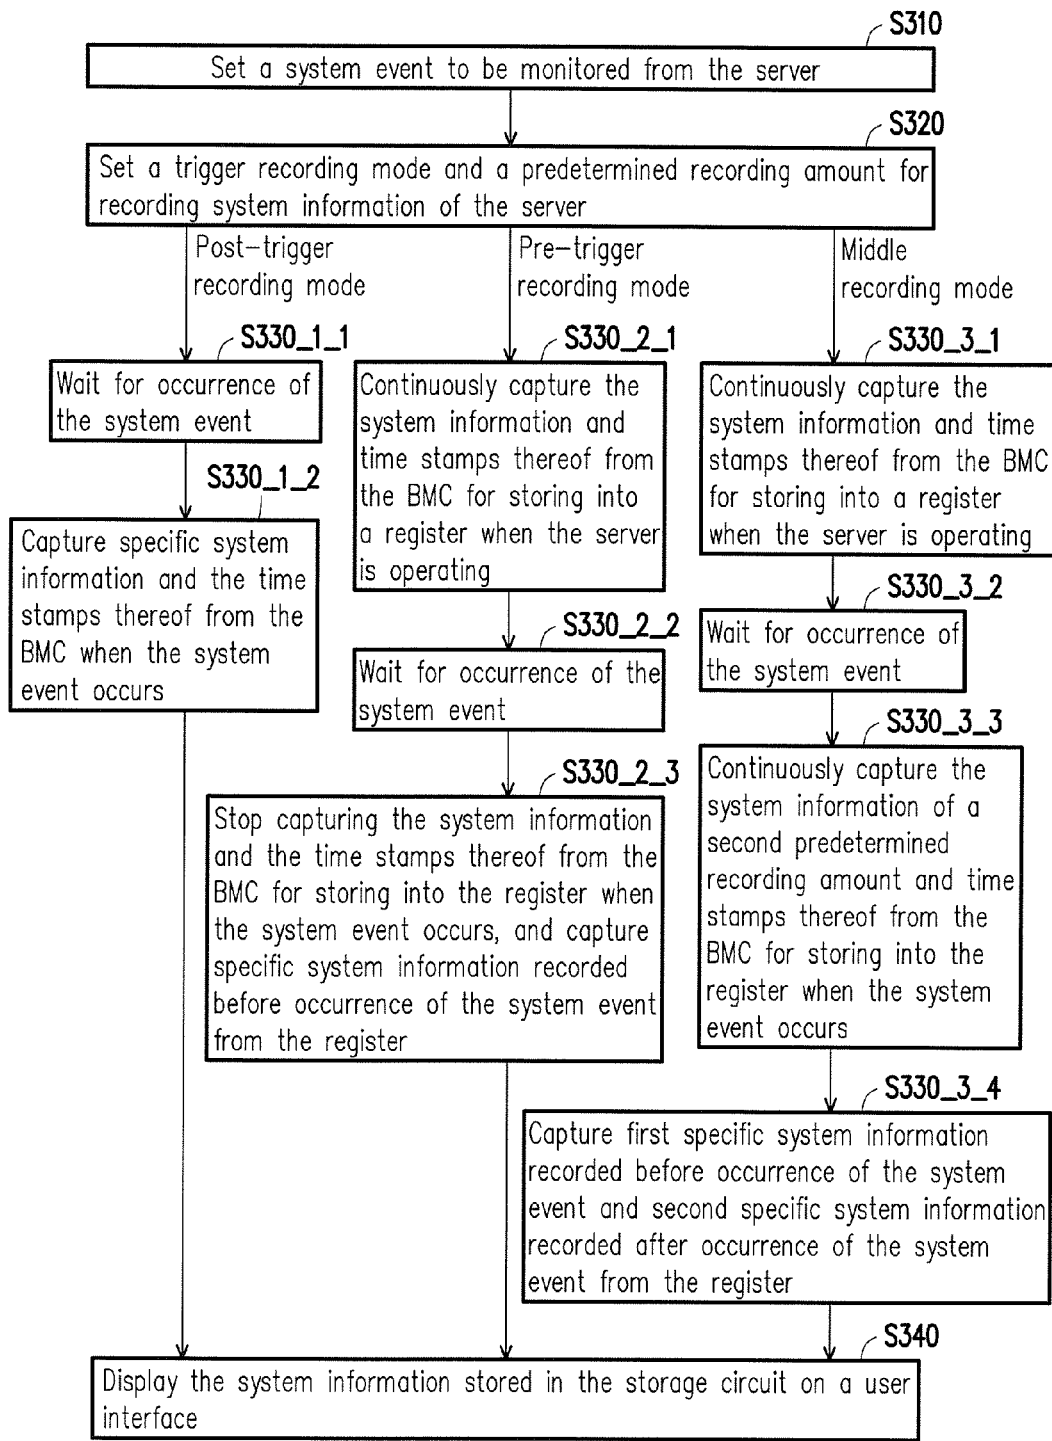 S310
Set a system event to be monitored from the server
S320
Set a trigger recording mode and a predetermined recording amount for
recording system information of the server
Post-trigger
recording mode
Pre-trigger
recording mode
Middle
recording mode
S330_1_1
Wait for occurrence of
the system event
S330_1_2
Capture specific system
information and the time
stamps thereof from the
BMC when the system
event occurs
S330_2_1
Continuously capture the
system information and
time stamps thereof from
the BMC for storing into
a register when the server
is operating
S330_2_2
Wait for occurrence of the
system event
S330_2_3
Stop capturing the system information
and the time stamps thereof from the
BMC for storing into the register when
the system event occurs, and capture
specific system information recorded
before occurrence of the system event
from the register
S330_3_1
Continuously capture the
system information and time
stamps thereof from the BMC
for storing into a register
when the server is operating
S330_3_2
Wait for occurrence of
the system event
S330_3_3
Continuously capture the
system information of a
second predetermined
recording amount and time
stamps thereof from the
BMC for storing into the
register when the system
event occurs
S330_3_4
Capture first specific system information
recorded before occurrence of the system
event and second specific system information
recorded after occurrence of the system
event from the register
S340
Display the system information stored in the storage circuit on a user
interface